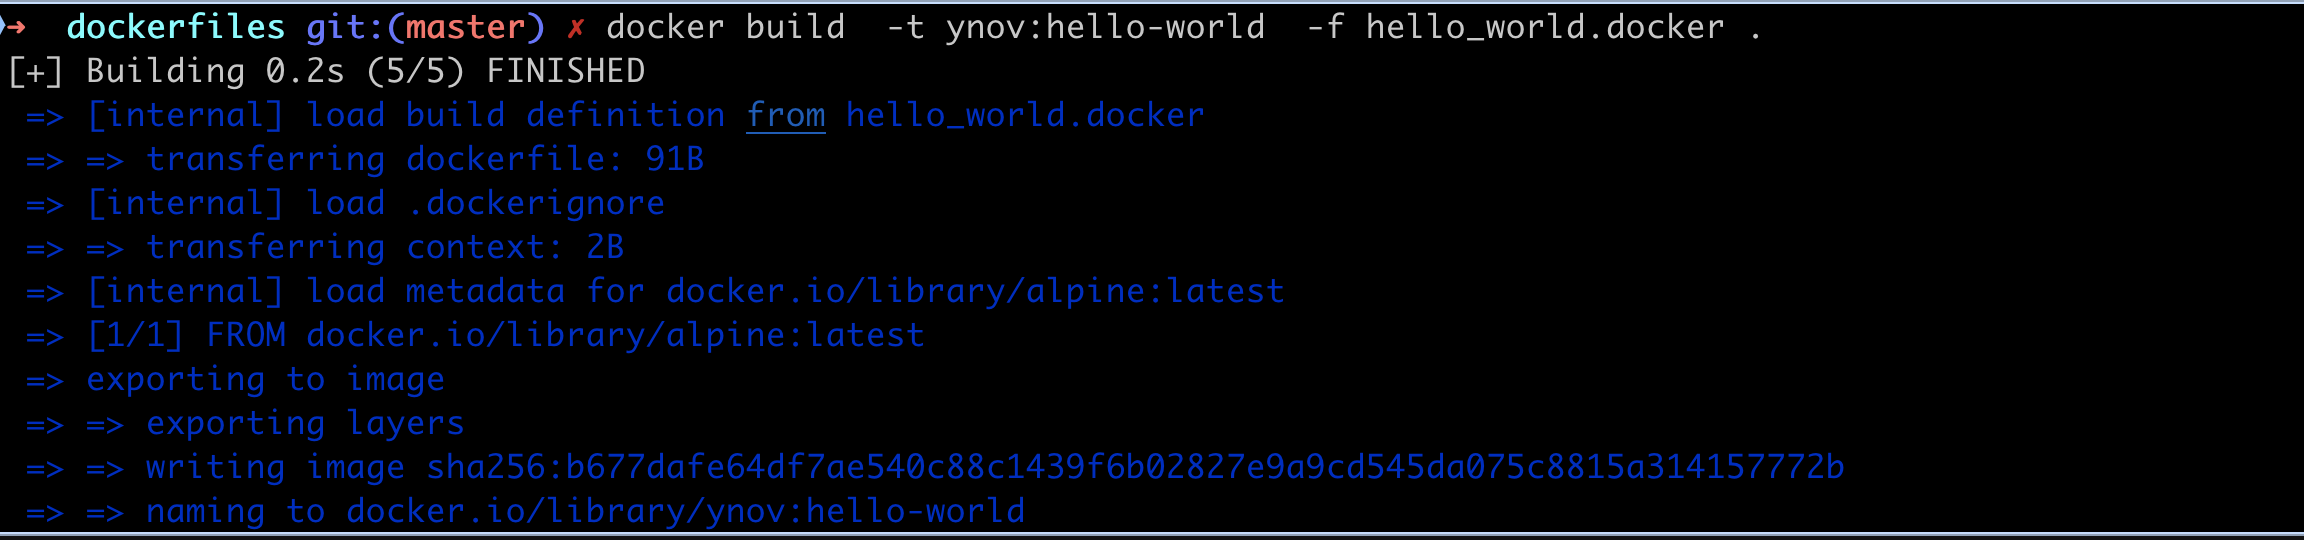 ➜  dockerfiles git:(master) ✗ docker build  -t ynov:hello-world  -f hello_world.docker .
[+] Building 0.2s (5/5) FINISHED
 => [internal] load build definition from hello_world.docker
 => => transferring dockerfile: 91B
 => [internal] load .dockerignore
 => => transferring context: 2B
 => [internal] load metadata for docker.io/library/alpine:latest
 => [1/1] FROM docker.io/library/alpine:latest
 => exporting to image
 => => exporting layers
 => => writing image sha256:b677dafe64df7ae540c88c1439f6b02827e9a9cd545da075c8815a314157772b
 => => naming to docker.io/library/ynov:hello-world